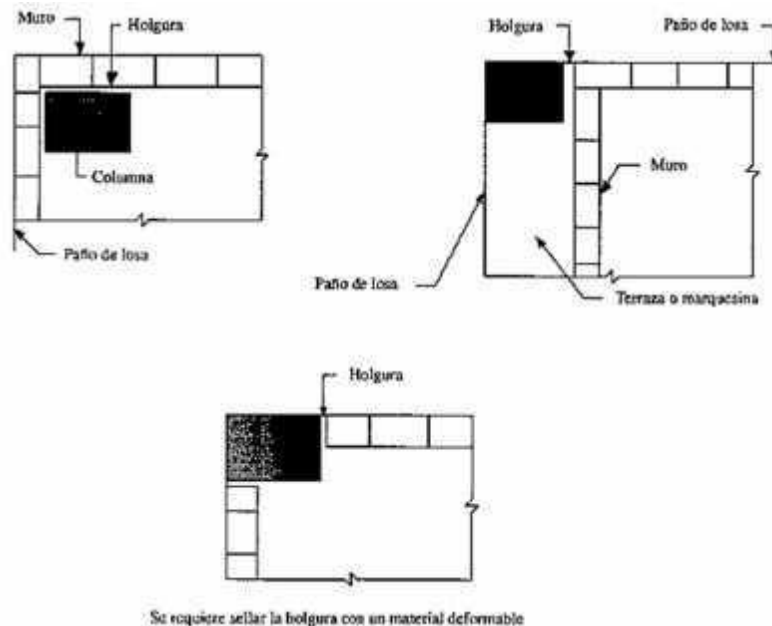 Muro
Holgura
Columna
Paño de losa
Holgura
Paño de losa
Muro
Paño de losa
Terraza o marquesina
Holgura
Se requiere sellar la holgura con un material deformable